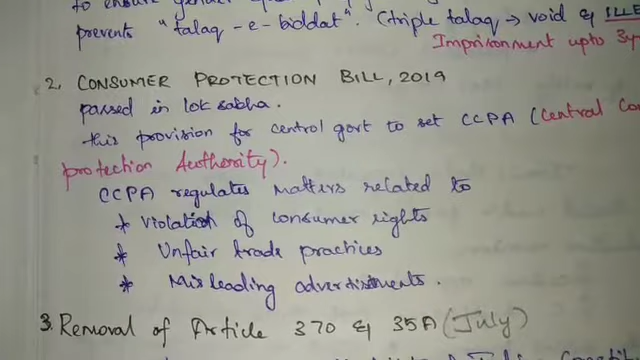 to ensure gender
prevents "talaq-e-biddat". (triple talaq → void & ILLE
Imprisonment upto 3y
2. CONSUMER PROTECTION BILL, 2019
passed in lok sabha.
this provision for central govt to set CCPA (Central Co
protection Authority).
CCPA regulates matters related to
* violation of consumer rights
* Unfair trade practices
* Misleading advertisments.
3. Removal of Article 370 & 35A (July)